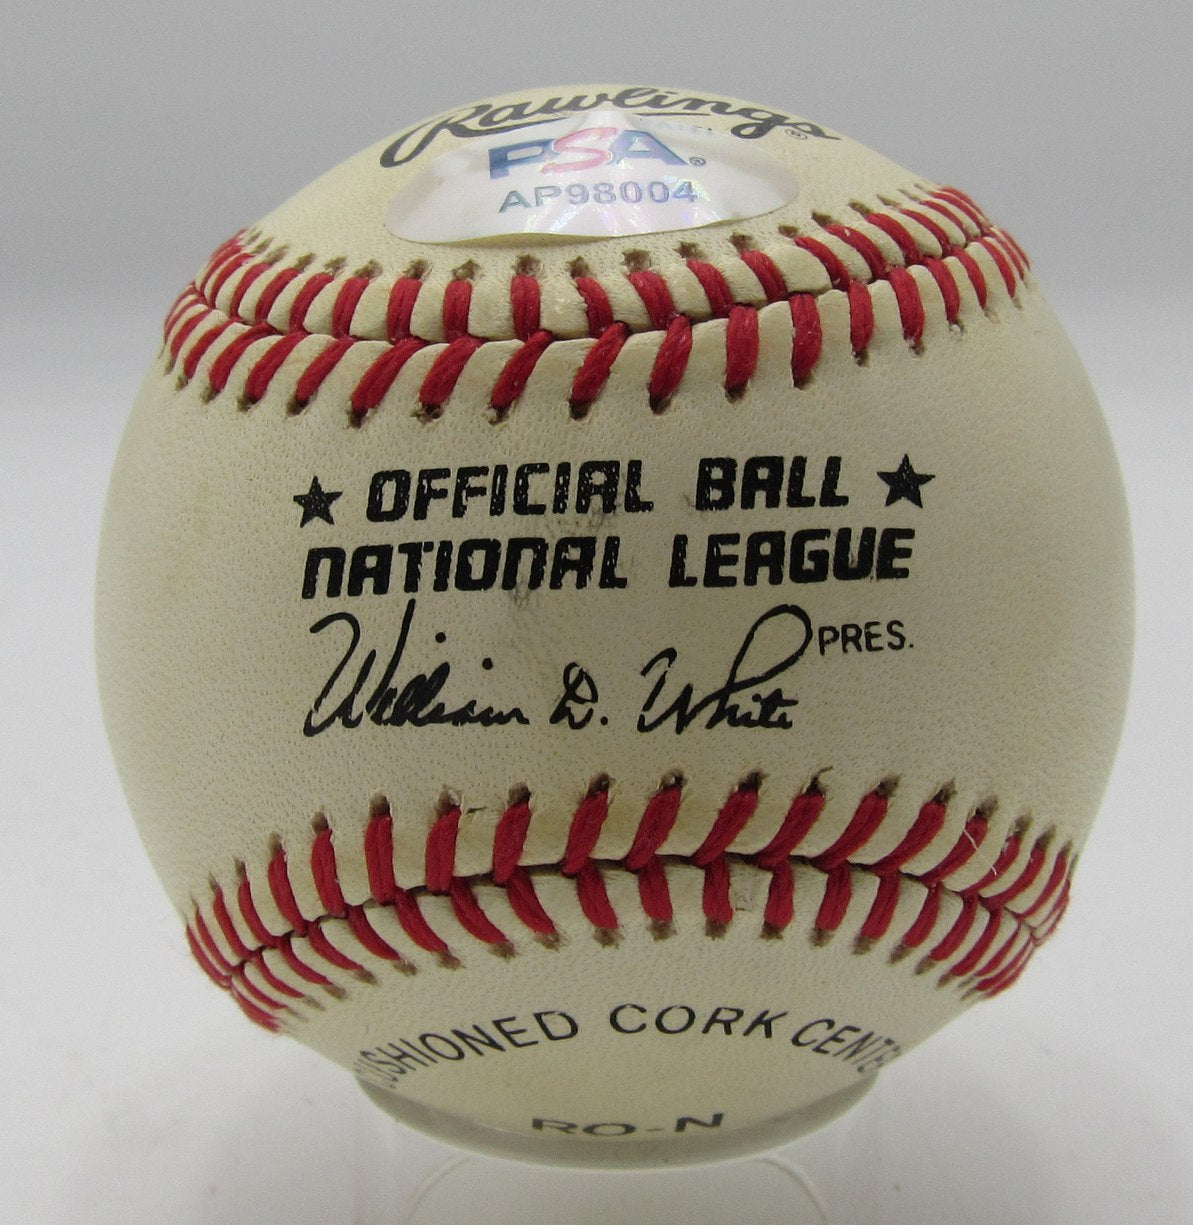 Rawlings®
PSA®
AP98004
★ OFFICIAL BALL ★
NATIONAL LEAGUE
William D. White PRES.
CUSHIONED CORK CENTER
RO-N